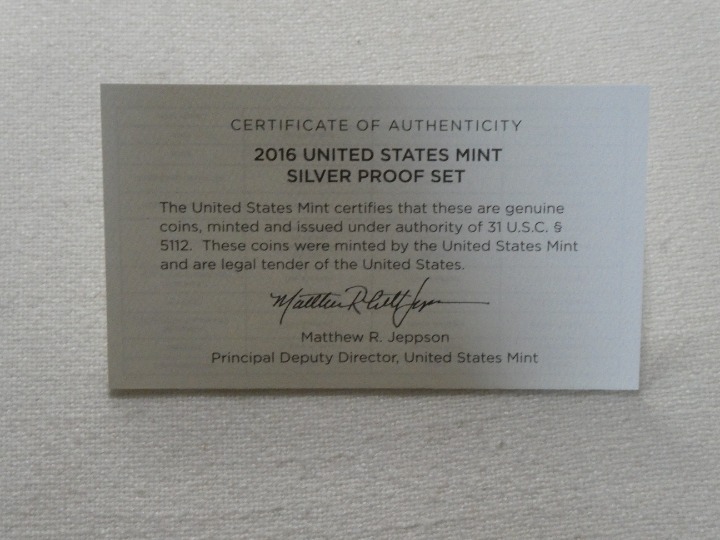 CERTIFICATE OF AUTHENTICITY
2016 UNITED STATES MINT
SILVER PROOF SET
The United States Mint certifies that these are genuine
coins, minted and issued under authority of 31 U.S.C. §
5112. These coins were minted by the United States Mint
and are legal tender of the United States.
Matthew R. Jeppson
Principal Deputy Director, United States Mint